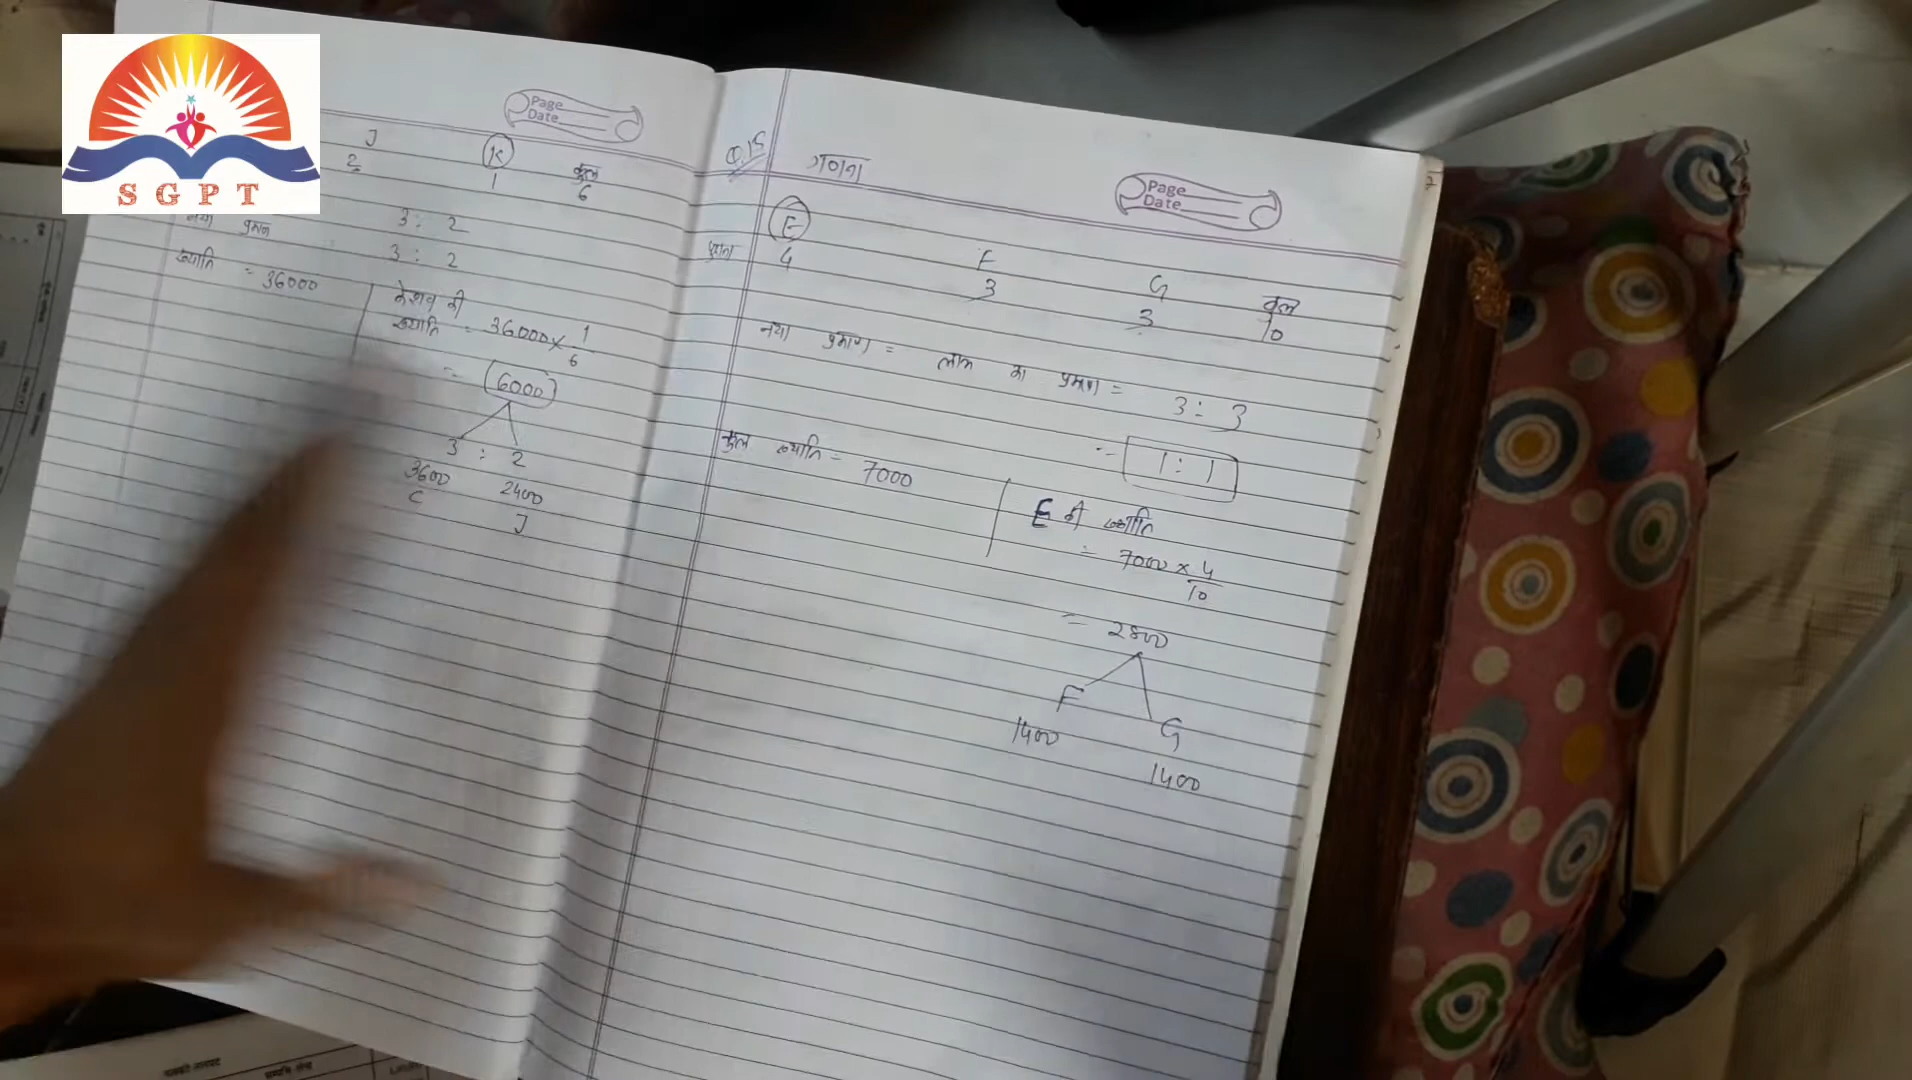 SGPT
Page
Date
J K कुल
2 1 6
नया प्रमाण 3 : 2
3 : 2
ख्याति = 36000
केशव की
ख्याति = 36000 × 1/6
= 6000
3 : 2
3600 2400
C J
Q.15 गणना
Page
Date
E F G कुल
पुराना 4 3 3 10
नया प्रमाण = लाभ का प्रमाण = 3 : 3
= 1 : 1
कुल ख्याति = 7000
E की ख्याति
= 7000 × 4/10
= 2800
F G
1400 1400